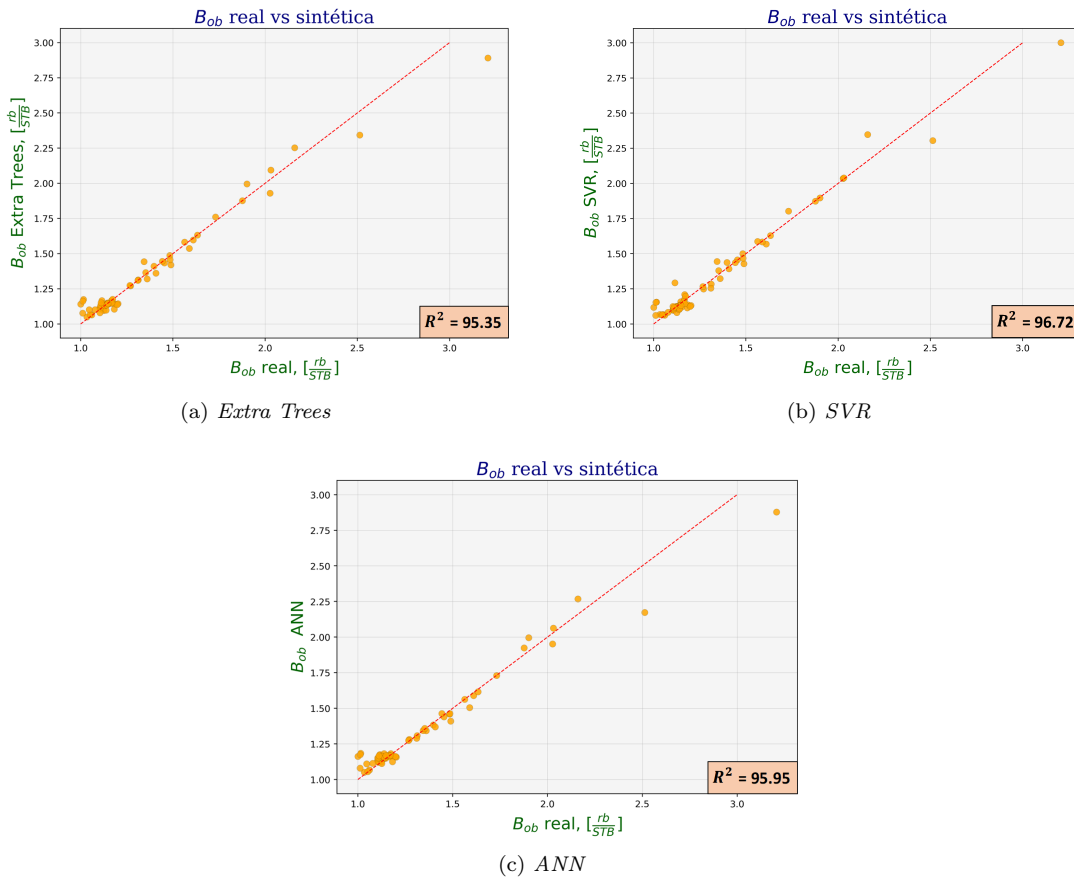 B_ob real vs sintética
3.00
2.75
2.50
2.25
2.00
1.75
1.50
1.25
1.00
B_ob Extra Trees, [rb/STB]
R² = 95.35
1.0 1.5 2.0 2.5 3.0
B_ob real, [rb/STB]
(a) Extra Trees
B_ob real vs sintética
3.00
2.75
2.50
2.25
2.00
1.75
1.50
1.25
1.00
B_ob SVR, [rb/STB]
R² = 96.72
1.0 1.5 2.0 2.5 3.0
B_ob real, [rb/STB]
(b) SVR
B_ob real vs sintética
3.00
2.75
2.50
2.25
2.00
1.75
1.50
1.25
1.00
B_ob ANN
R² = 95.95
1.0 1.5 2.0 2.5 3.0
B_ob real, [rb/STB]
(c) ANN